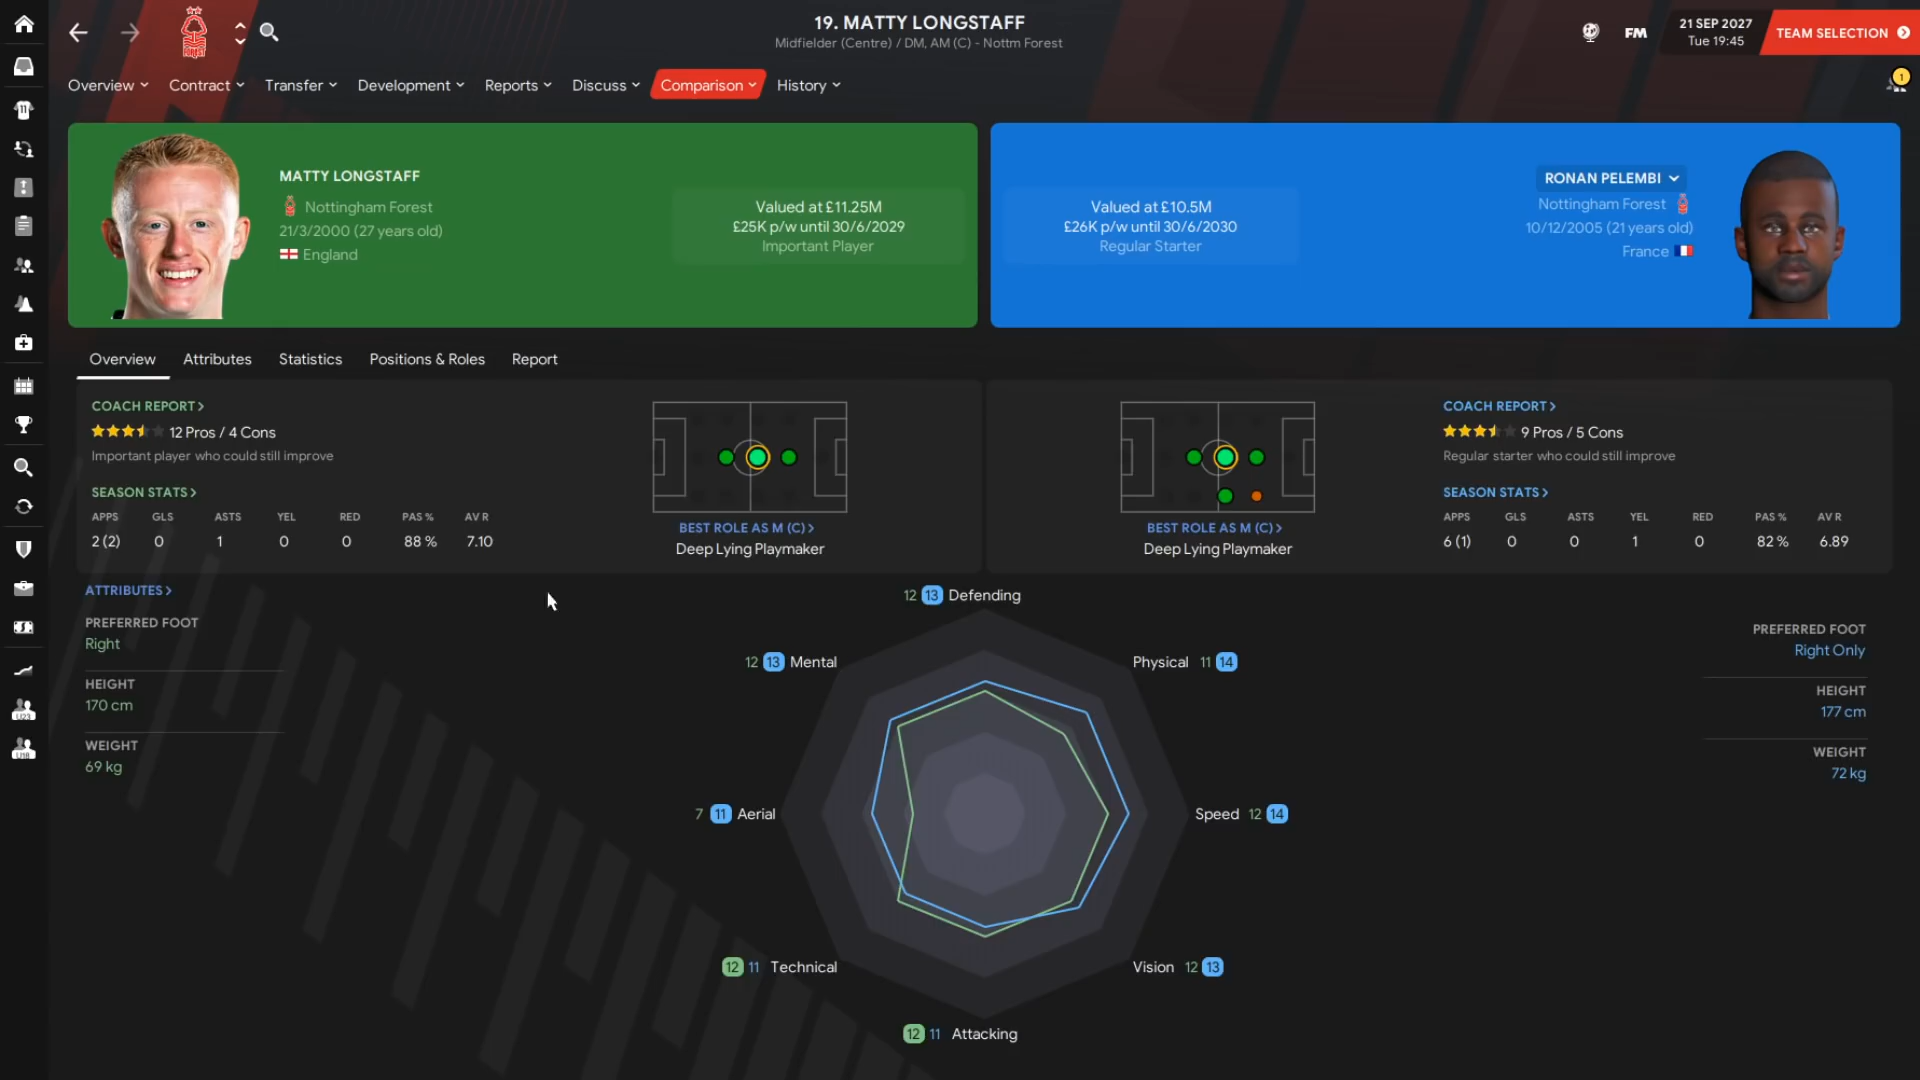 19. MATTY LONGSTAFF
Midfielder (Centre) / DM, AM (C) - Nottm Forest
FOREST
FM
21 SEP 2027
Tue 19:45
TEAM SELECTION
Overview
Contract
Transfer
Development
Reports
Discuss
Comparison
History
1
11
MATTY LONGSTAFF
Nottingham Forest
21/3/2000 (27 years old)
England
Valued at £11.25M
£25K p/w until 30/6/2029
Important Player
Valued at £10.5M
£26K p/w until 30/6/2030
Regular Starter
RONAN PELEMBI
Nottingham Forest
10/12/2005 (21 years old)
France
Overview
Attributes
Statistics
Positions & Roles
Report
COACH REPORT >
12 Pros / 4 Cons
Important player who could still improve
SEASON STATS >
APPS GLS ASTS YEL RED PAS % AV R
2 (2) 0 1 0 0 88 % 7.10
BEST ROLE AS M (C) >
Deep Lying Playmaker
BEST ROLE AS M (C) >
Deep Lying Playmaker
COACH REPORT >
9 Pros / 5 Cons
Regular starter who could still improve
SEASON STATS >
APPS GLS ASTS YEL RED PAS % AV R
6 (1) 0 0 1 0 82 % 6.89
ATTRIBUTES >
PREFERRED FOOT
Right
HEIGHT
170 cm
WEIGHT
69 kg
12 13 Defending
12 13 Mental
Physical 11 14
7 11 Aerial
Speed 12 14
12 11 Technical
Vision 12 13
12 11 Attacking
PREFERRED FOOT
Right Only
HEIGHT
177 cm
WEIGHT
72 kg
U23
U18